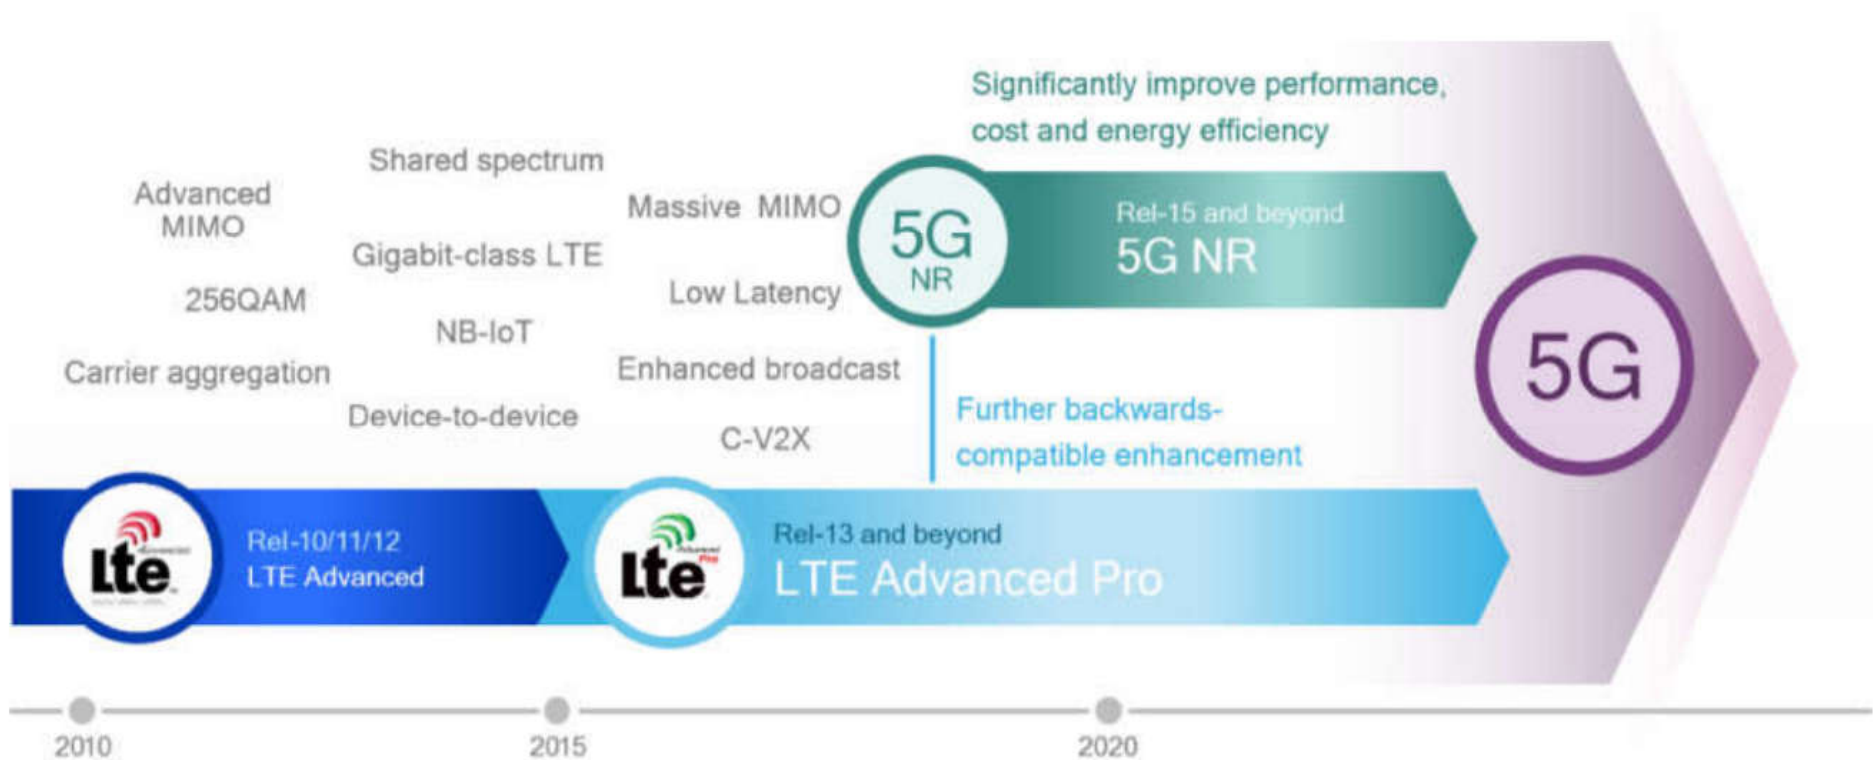 Significantly improve performance,
cost and energy efficiency
Shared spectrum
Advanced
MIMO
Massive MIMO
5G
NR
Rel-15 and beyond
5G NR
Gigabit-class LTE
256QAM
Low Latency
NB-IoT
Carrier aggregation
Enhanced broadcast
5G
Device-to-device
C-V2X
Further backwards-
compatible enhancement
Lte
Advanced
Rel-10/11/12
LTE Advanced
Lte
Advanced
Pro
Rel-13 and beyond
LTE Advanced Pro
2010
2015
2020